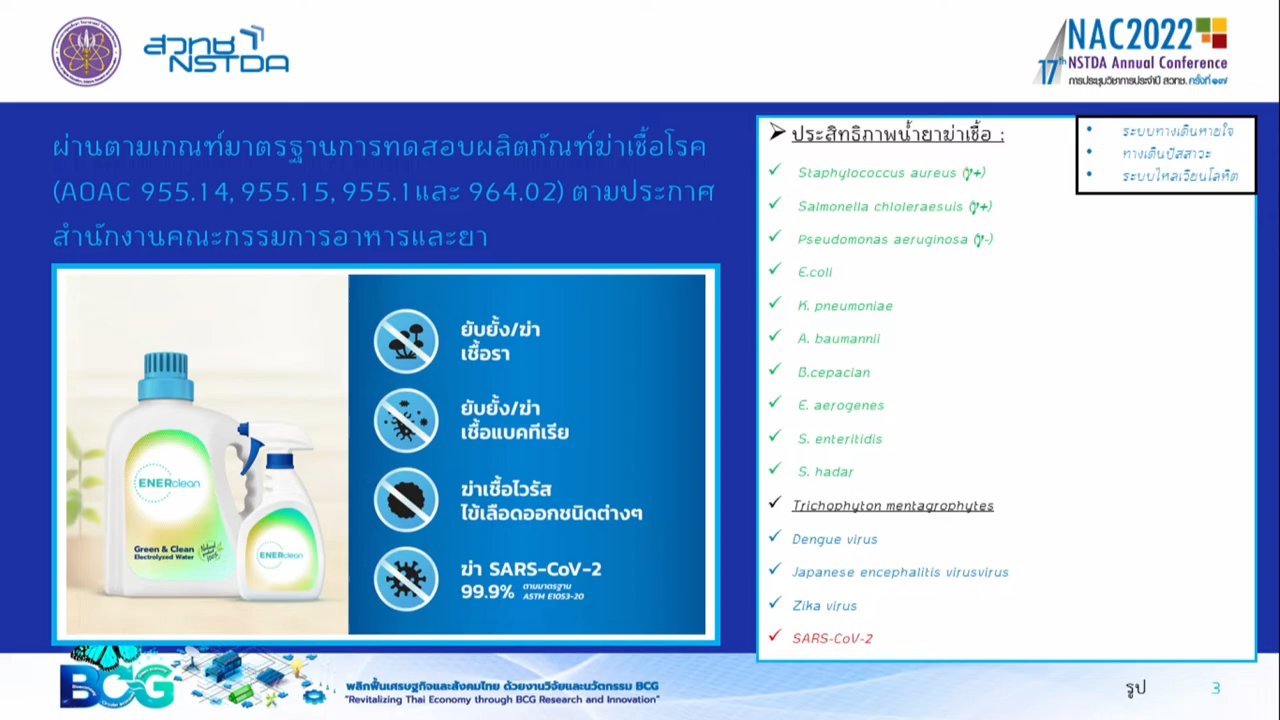 สวทช
NSTDA
NAC2022
17th NSTDA Annual Conference
การประชุมวิชาการประจำปี สวทช. ครั้งที่ ๑๗
ผ่านตามเกณฑ์มาตรฐานการทดสอบผลิตภัณฑ์ฆ่าเชื้อโรค
(AOAC 955.14, 955.15, 955.1และ 964.02) ตามประกาศ
สำนักงานคณะกรรมการอาหารและยา
ENERclean
Green & Clean
Electrolyzed Water
ENERclean
ยับยั้ง/ฆ่า
เชื้อรา
ยับยั้ง/ฆ่า
เชื้อแบคทีเรีย
ฆ่าเชื้อไวรัส
ไข้เลือดออกชนิดต่างๆ
ฆ่า SARS-CoV-2
99.9% ตามมาตรฐาน
ASTM E1053-20
ประสิทธิภาพน้ำยาฆ่าเชื้อ :
Staphylococcus aureus (γ+)
Salmonella chloleraesuis (γ+)
Pseudomonas aeruginosa (γ-)
E.coli
K. pneumoniae
A. baumannii
B.cepacian
E. aerogenes
S. enteritidis
S. hadar
Trichophyton mentagrophytes
Dengue virus
Japanese encephalitis virusvirus
Zika virus
SARS-CoV-2
• ระบบทางเดินหายใจ
• ทางเดินปัสสาวะ
• ระบบไหลเวียนโลหิต
BCG
พลิกฟื้นเศรษฐกิจและสังคมไทย ด้วยงานวิจัยและนวัตกรรม BCG
"Revitalizing Thai Economy through BCG Research and Innovation"
รูป 3